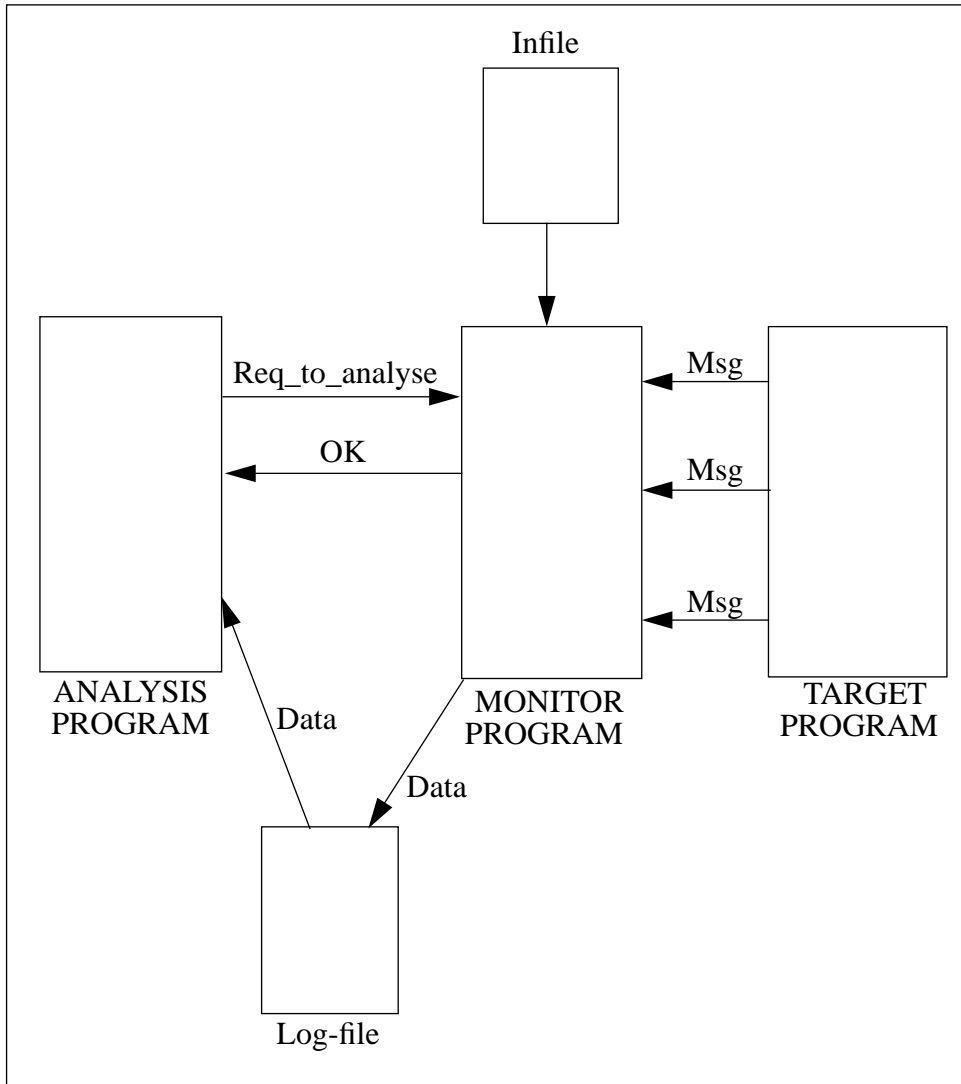 Infile
Req_to_analyse
Msg
OK
Msg
Msg
ANALYSIS
PROGRAM
MONITOR
PROGRAM
TARGET
PROGRAM
Data
Data
Log-file